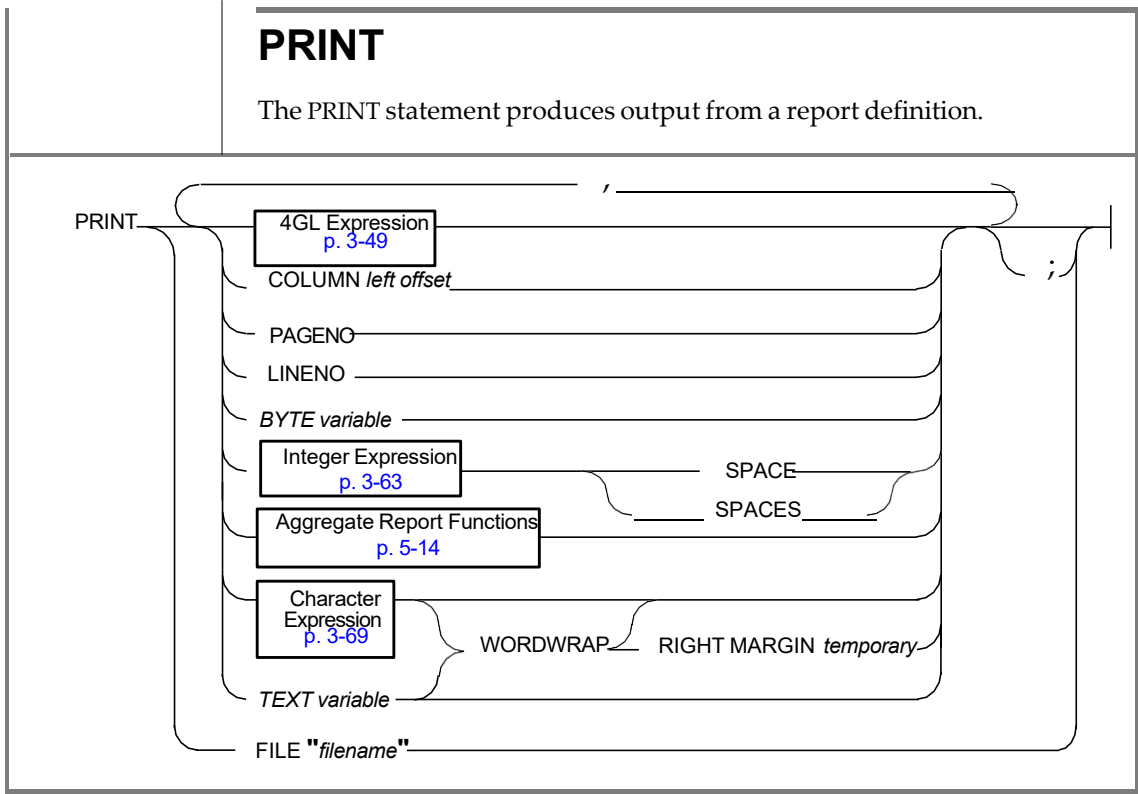 PRINT
The PRINT statement produces output from a report definition.
,
PRINT
4GL Expression
p. 3-49
;
COLUMN left offset
PAGENO
LINENO
BYTE variable
Integer Expression
p. 3-63
SPACE
SPACES
Aggregate Report Functions
p. 5-14
Character
Expression
p. 3-69
WORDWRAP
RIGHT MARGIN temporary
TEXT variable
FILE "filename"